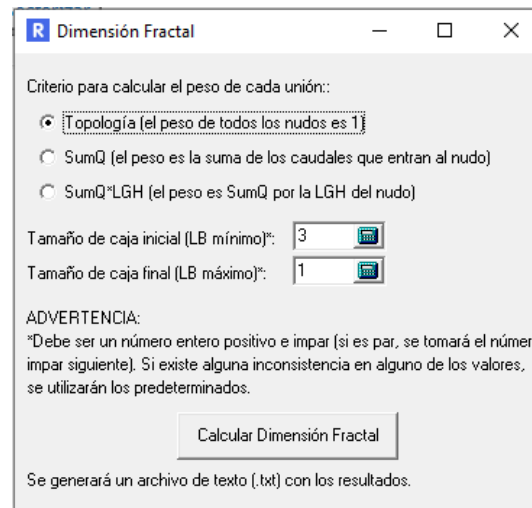 R Dimensión Fractal
Criterio para calcular el peso de cada unión::
Topología (el peso de todos los nudos es 1)
SumQ (el peso es la suma de los caudales que entran al nudo)
SumQ*LGH (el peso es SumQ por la LGH del nudo)
Tamaño de caja inicial (LB mínimo)*: 3
Tamaño de caja final (LB máximo)*: 1
ADVERTENCIA:
*Debe ser un número entero positivo e impar (si es par, se tomará el númer
impar siguiente). Si existe alguna inconsistencia en alguno de los valores,
se utilizarán los predeterminados.
Calcular Dimensión Fractal
Se generará un archivo de texto (.txt) con los resultados.